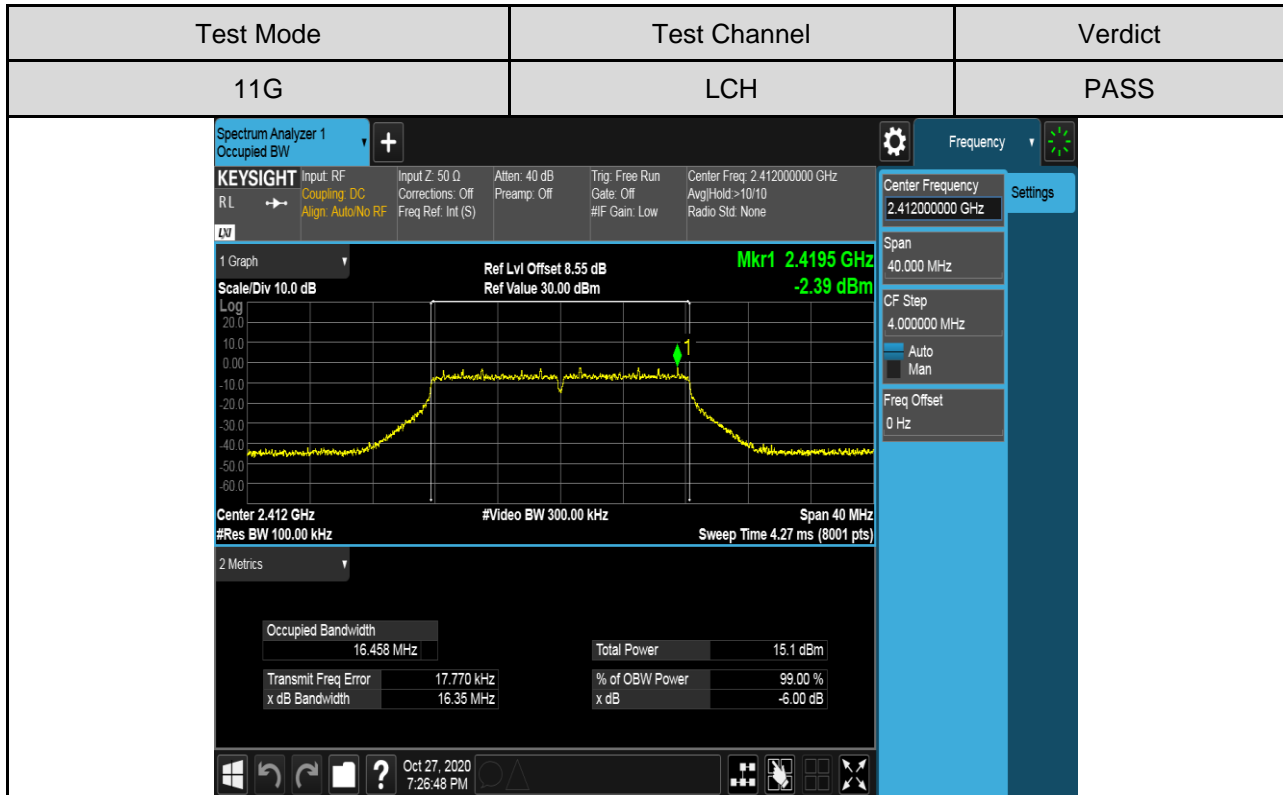 Test Mode Test Channel Verdict
11G LCH PASS
Spectrum Analyzer 1
Occupied BW
+
Frequency
KEYSIGHT Input: RF Input Z: 50 Ω Atten: 40 dB Trig: Free Run Center Freq: 2.412000000 GHz
RL Coupling: DC Corrections: Off Preamp: Off Gate: Off Avg|Hold:>10/10
Align: Auto/No RF Freq Ref: Int (S) #IF Gain: Low Radio Std: None
LXI
Center Frequency
2.412000000 GHz
Settings
Span
40.000 MHz
CF Step
4.000000 MHz
Auto
Man
Freq Offset
0 Hz
1 Graph
Ref Lvl Offset 8.55 dB
Mkr1 2.4195 GHz
Scale/Div 10.0 dB
Ref Value 30.00 dBm
-2.39 dBm
Log
20.0
10.0
0.00
-10.0
-20.0
-30.0
-40.0
-50.0
-60.0
1
Center 2.412 GHz #Video BW 300.00 kHz Span 40 MHz
#Res BW 100.00 kHz Sweep Time 4.27 ms (8001 pts)
2 Metrics
Occupied Bandwidth
16.458 MHz
Total Power 15.1 dBm
Transmit Freq Error 17.770 kHz % of OBW Power 99.00 %
x dB Bandwidth 16.35 MHz x dB -6.00 dB
? Oct 27, 2020
7:26:48 PM